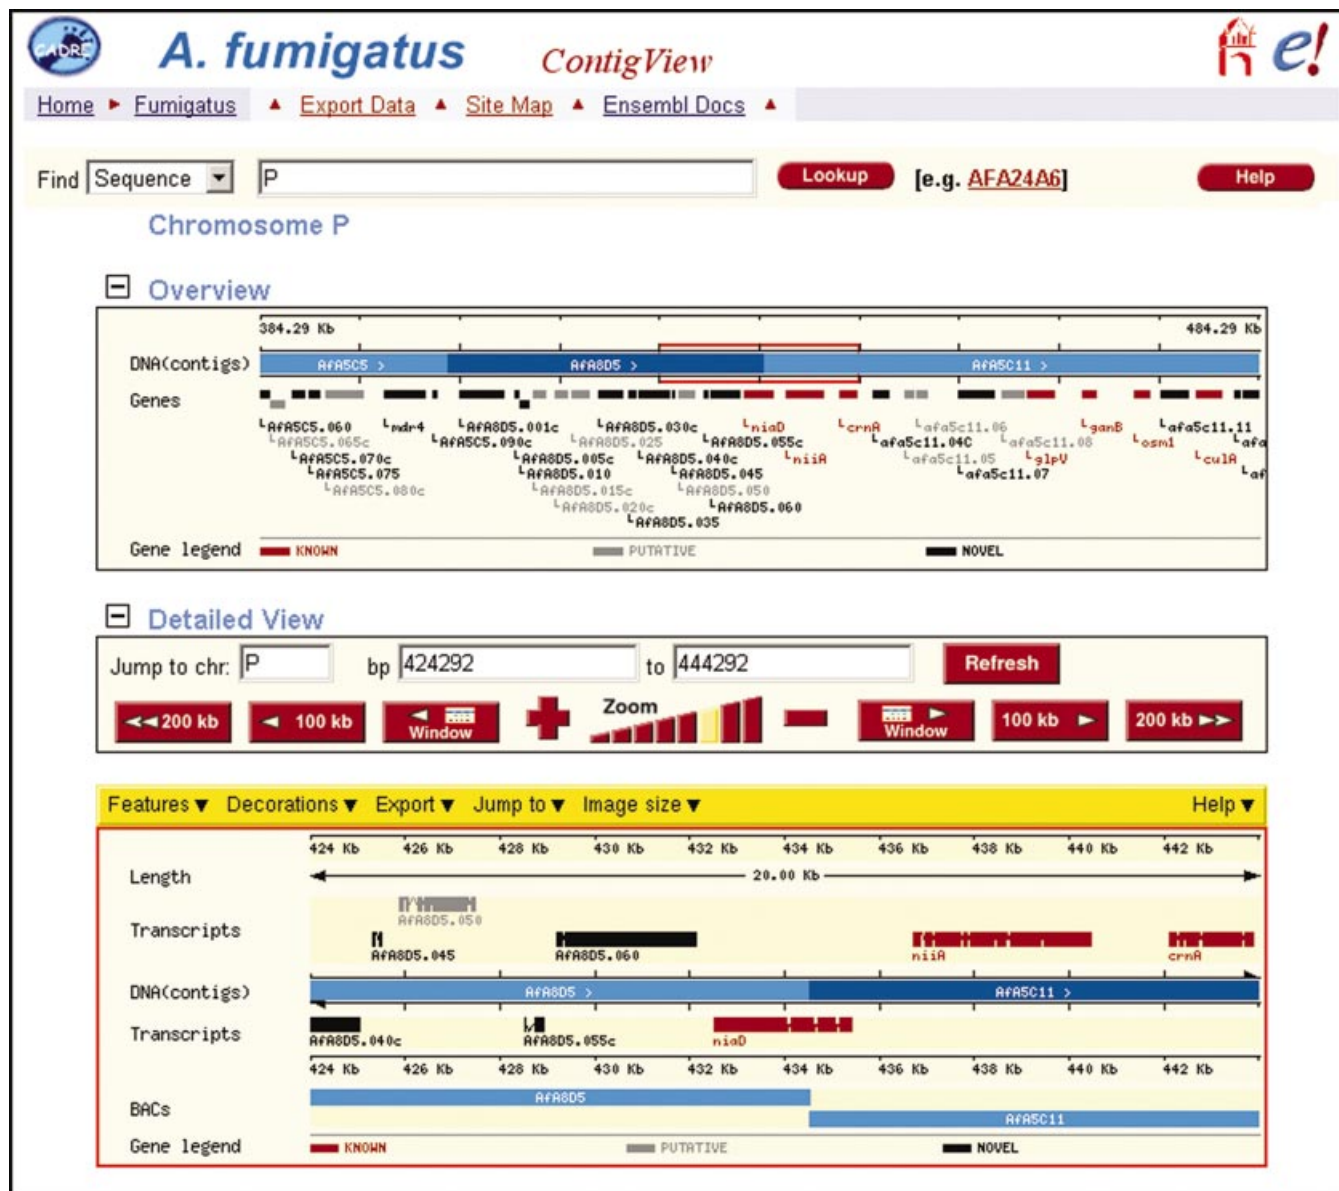 CADRE A. fumigatus ContigView e!
Home Fumigatus Export Data Site Map Ensembl Docs
Find Sequence P Lookup [e.g. AFA24A6] Help
Chromosome P
Overview
384.29 Kb 484.29 Kb
DNA(contigs) AfA5C5 > AfA8D5 > AfA5C11 >
Genes
AfA5C5.060 mdr4 AfA8D5.001c AfA8D5.030c niaD crnA afa5c11.06 ganB afa5c11.11
AfA5C5.065c AfA5C5.090c AfA8D5.025 AfA8D5.055c afa5c11.04C afa5c11.08 osm1 afa
AfA5C5.070c AfA8D5.005c AfA8D5.040c niiA afa5c11.05 glpV culA
AfA5C5.075 AfA8D5.010 AfA8D5.045 afa5c11.07 af
AfA5C5.080c AfA8D5.015c AfA8D5.050
AfA8D5.020c AfA8D5.060
AfA8D5.035
Gene legend KNOWN PUTATIVE NOVEL
Detailed View
Jump to chr: P bp 424292 to 444292 Refresh
200 kb 100 kb Window Zoom Window 100 kb 200 kb
Features Decorations Export Jump to Image size Help
424 Kb 426 Kb 428 Kb 430 Kb 432 Kb 434 Kb 436 Kb 438 Kb 440 Kb 442 Kb
Length 20.00 Kb
AfA8D5.050
Transcripts
AfA8D5.045 AfA8D5.060 niiA crnA
DNA(contigs) AfA8D5 > AfA5C11 >
Transcripts
AfA8D5.040c AfA8D5.055c niaD
424 Kb 426 Kb 428 Kb 430 Kb 432 Kb 434 Kb 436 Kb 438 Kb 440 Kb 442 Kb
AfA8D5
BACs
AfA5C11
Gene legend KNOWN PUTATIVE NOVEL